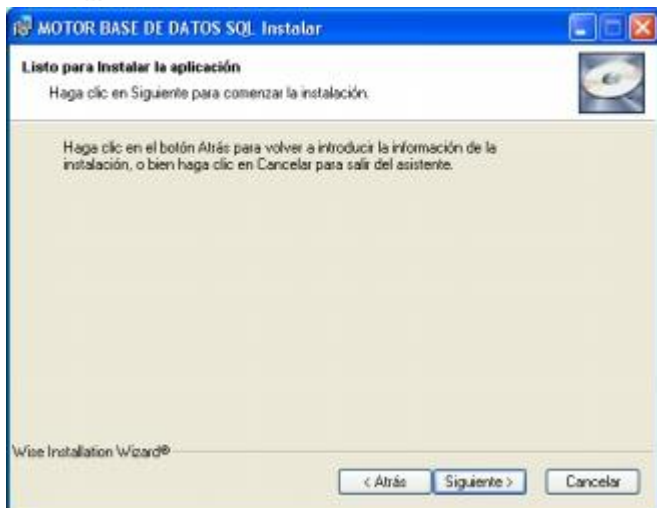 MOTOR BASE DE DATOS SQL Instalar
Listo para Instalar la aplicación
Haga clic en Siguiente para comenzar la instalación.
Haga clic en el botón Atrás para volver a introducir la información de la
instalación, o bien haga clic en Cancelar para salir del asistente.
Wise Installation Wizard®
< Atrás Siguiente > Cancelar